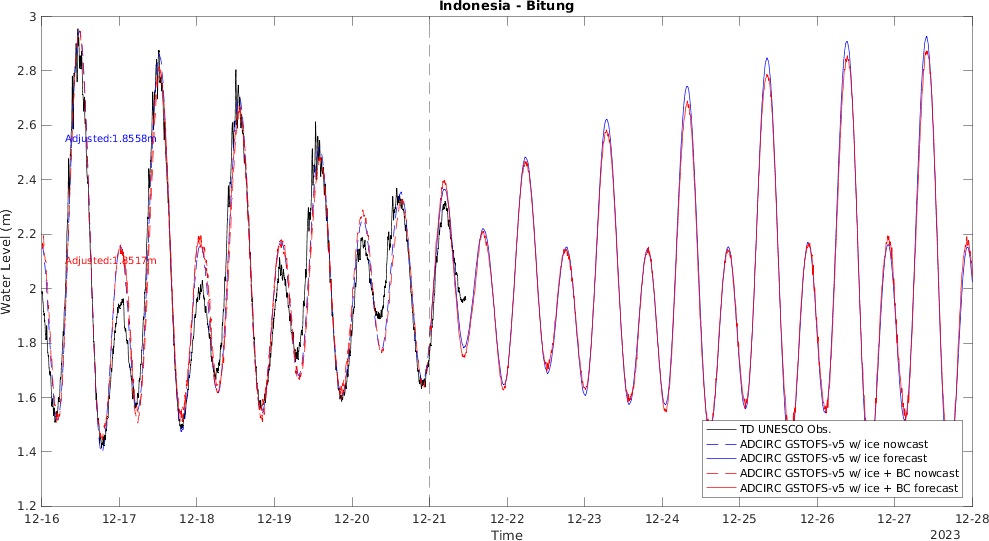 Indonesia - Bitung
Water Level (m)
3
2.8
2.6
2.4
2.2
2
1.8
1.6
1.4
1.2
Adjusted:1.8558m
Adjusted:1.8517m
TD UNESCO Obs.
ADCIRC GSTOFS-v5 w/ ice nowcast
ADCIRC GSTOFS-v5 w/ ice forecast
ADCIRC GSTOFS-v5 w/ ice + BC nowcast
ADCIRC GSTOFS-v5 w/ ice + BC forecast
12-16 12-17 12-18 12-19 12-20 12-21 12-22 12-23 12-24 12-25 12-26 12-27 12-28
Time
2023